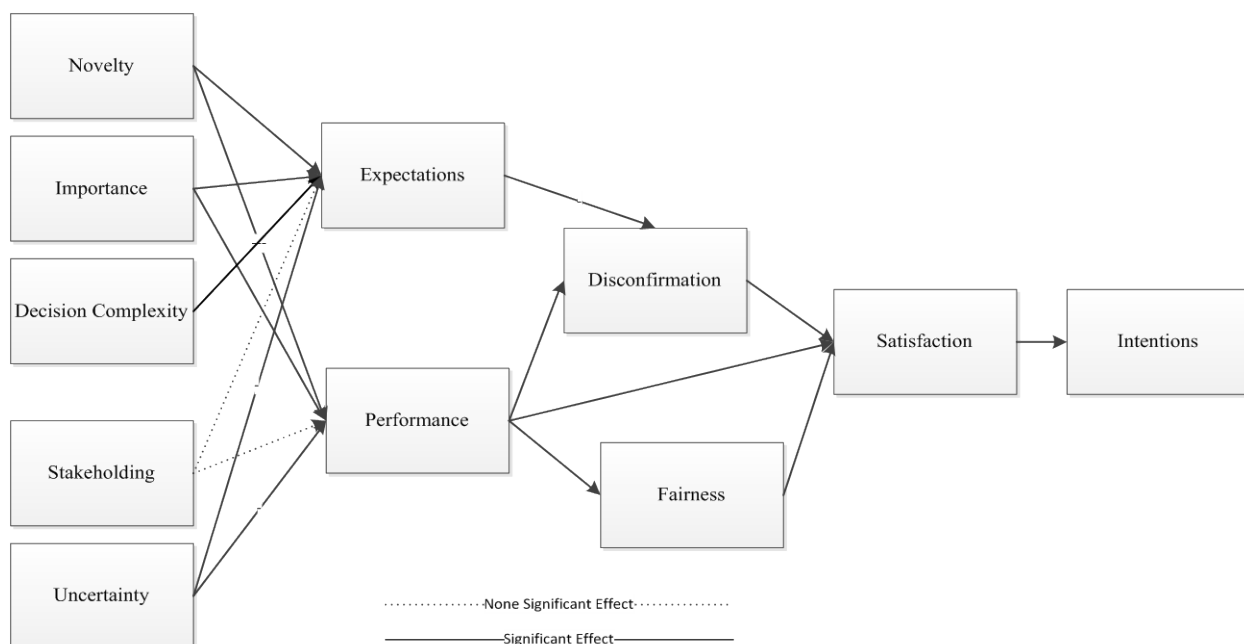 Novelty
Importance
Expectations
Decision Complexity
Disconfirmation
Satisfaction
Intentions
Performance
Stakeholding
Fairness
Uncertainty
None Significant Effect
Significant Effect